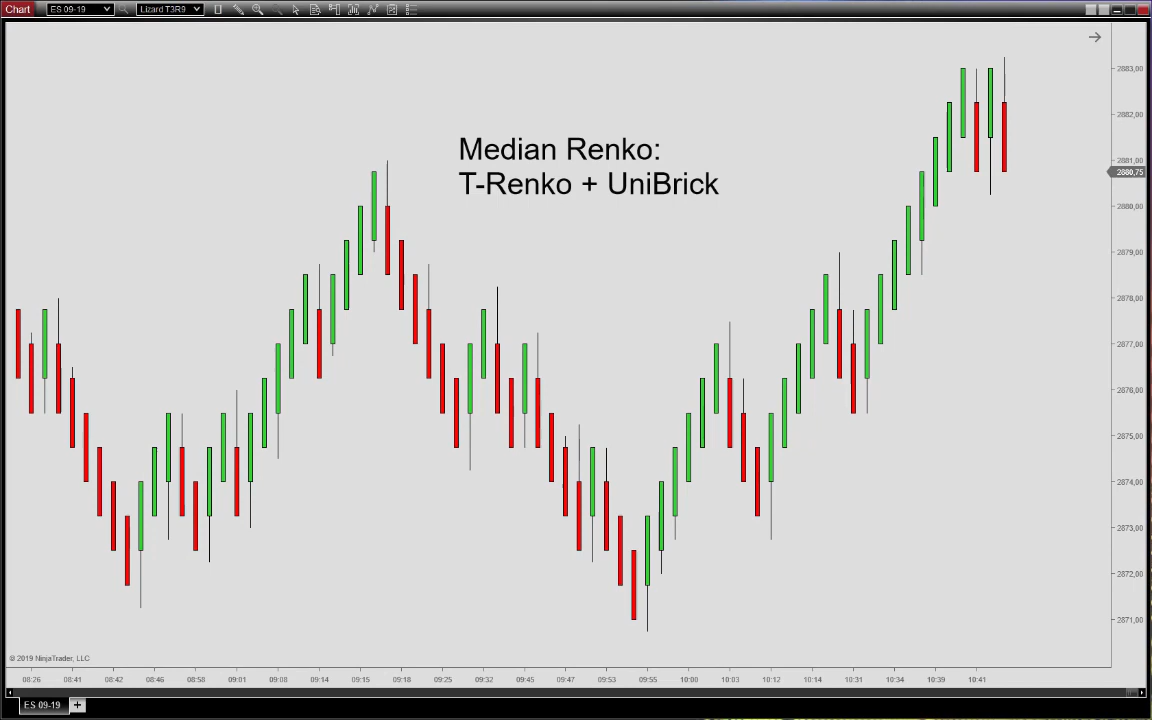 Chart
ES 09-19
Lizard T3R9
Median Renko:
T-Renko + UniBrick
2883,00
2882,00
2881,00
2880,75
2880,00
2879,00
2878,00
2877,00
2876,00
2875,00
2874,00
2873,00
2872,00
2871,00
© 2019 NinjaTrader, LLC
08:26 08:41 08:42 08:46 08:58 09:01 09:08 09:14 09:15 09:18 09:25 09:32 09:45 09:47 09:53 09:55 10:00 10:03 10:12 10:14 10:31 10:34 10:39 10:41
ES 09-19